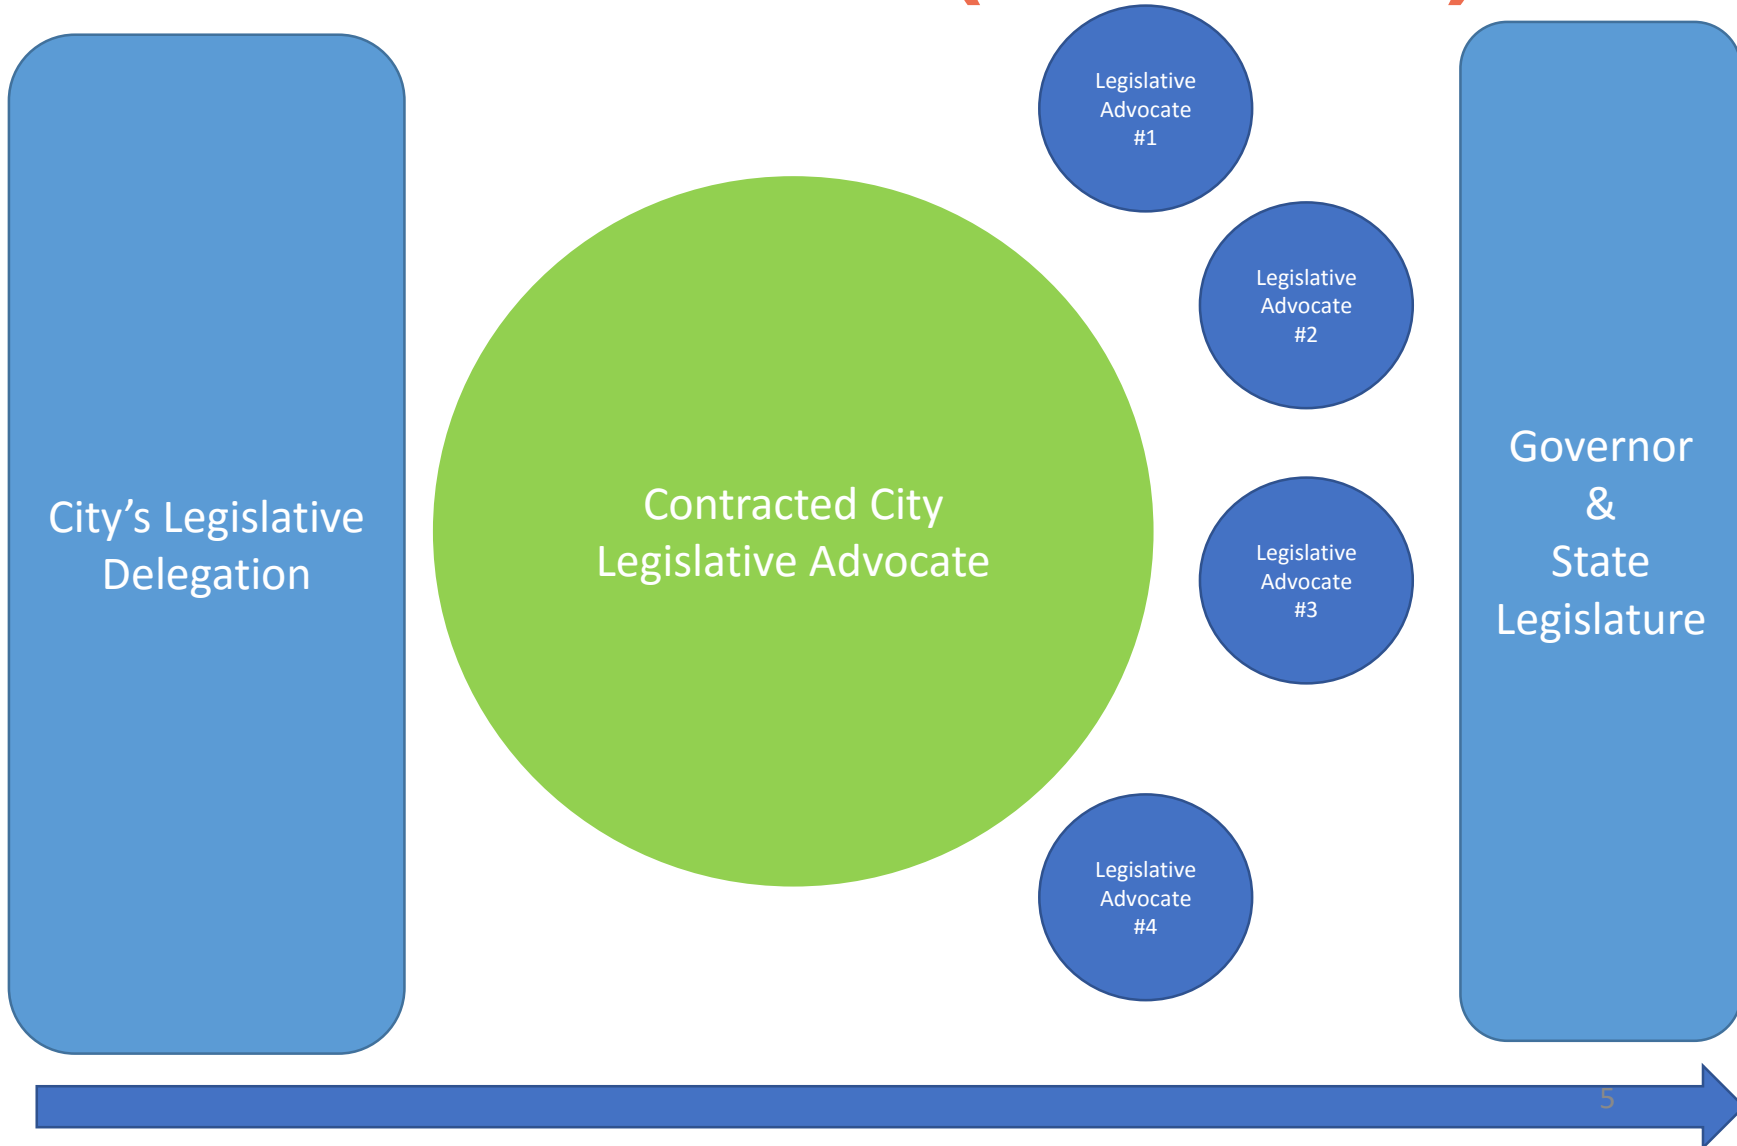 City’s Legislative
Delegation
Contracted City
Legislative Advocate
Legislative
Advocate
#1
Legislative
Advocate
#2
Legislative
Advocate
#3
Legislative
Advocate
#4
Governor
&
State
Legislature
5